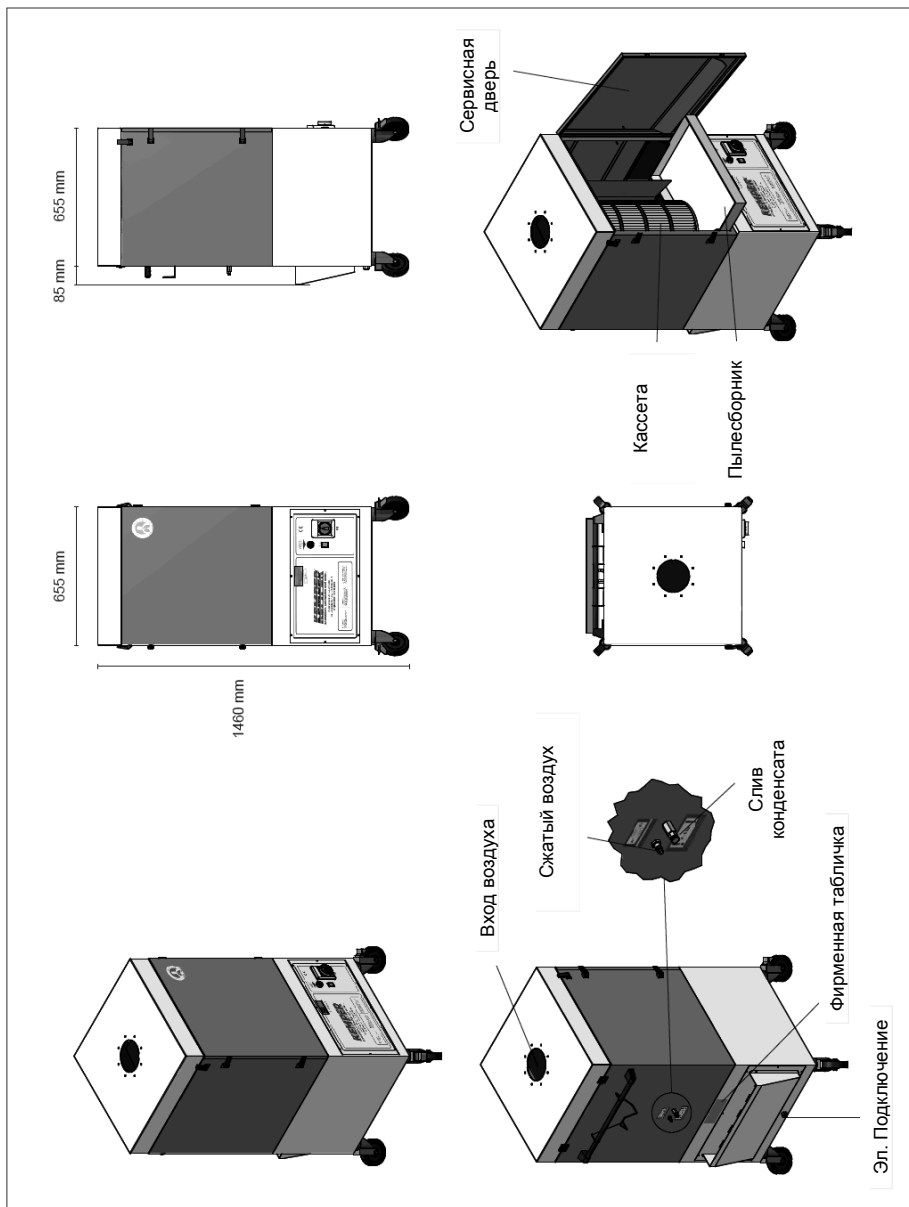 655 mm
85 mm
655 mm
1460 mm
Сервисная
дверь
Кассета
Пылесборник
Вход воздуха
Сжатый воздух
Слив
конденсата
Фирменная табличка
Эл. Подключение
KEMPER